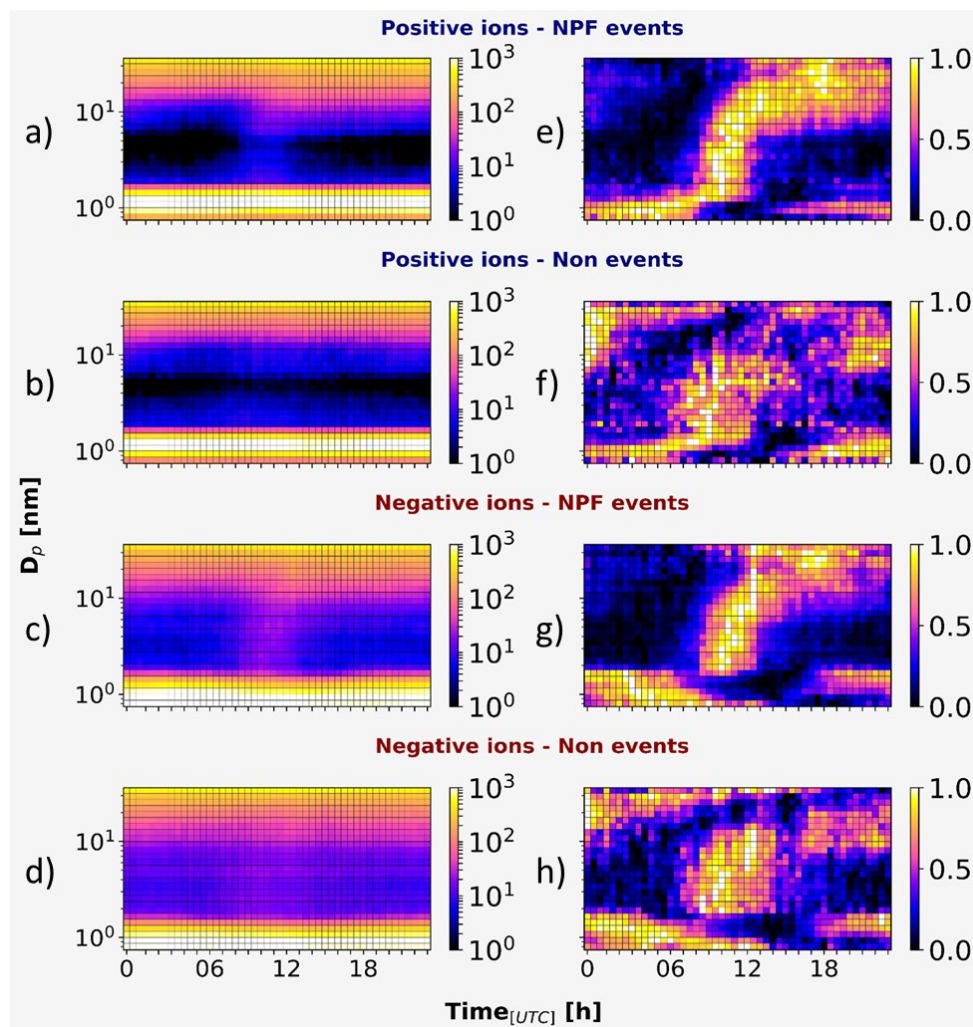 Positive ions - NPF events
a)
10¹
10⁰
10³
10²
10¹
10⁰
e)
1.0
0.5
0.0
Positive ions - Non events
b)
10¹
10⁰
10³
10²
10¹
10⁰
f)
1.0
0.5
0.0
Negative ions - NPF events
Dₚ [nm]
c)
10¹
10⁰
10³
10²
10¹
10⁰
g)
1.0
0.5
0.0
Negative ions - Non events
d)
10¹
10⁰
10³
10²
10¹
10⁰
h)
1.0
0.5
0.0
0 06 12 18
0 06 12 18
Time[UTC] [h]